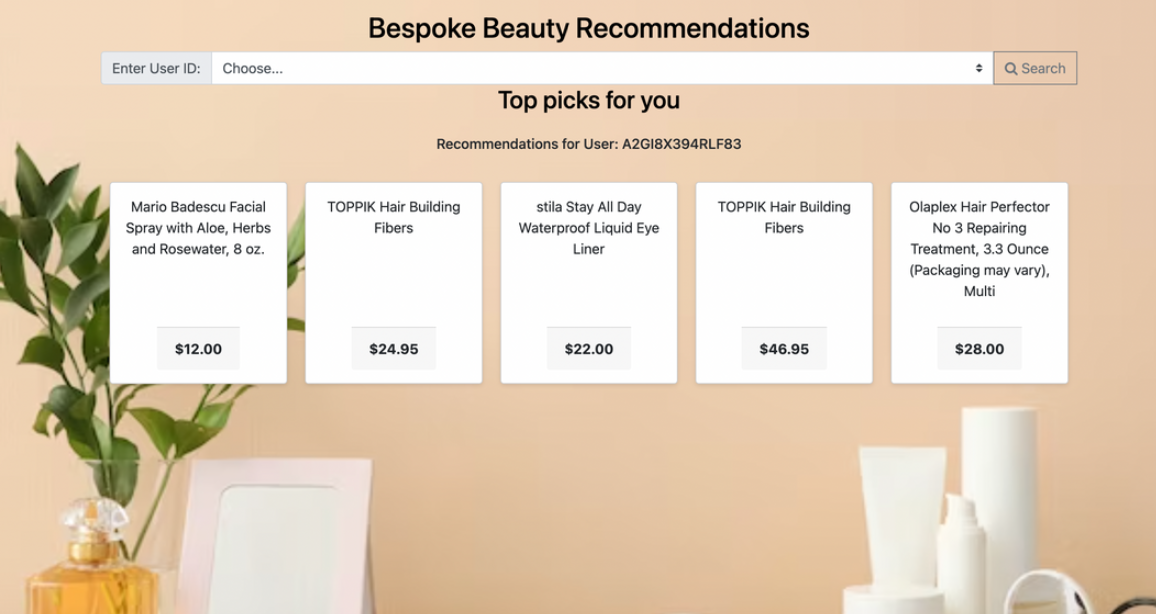 Bespoke Beauty Recommendations
Enter User ID: Choose... Search
Top picks for you
Recommendations for User: A2GI8X394RLF83
Mario Badescu Facial
Spray with Aloe, Herbs
and Rosewater, 8 oz.
$12.00
TOPPIK Hair Building
Fibers
$24.95
stila Stay All Day
Waterproof Liquid Eye
Liner
$22.00
TOPPIK Hair Building
Fibers
$46.95
Olaplex Hair Perfector
No 3 Repairing
Treatment, 3.3 Ounce
(Packaging may vary),
Multi
$28.00